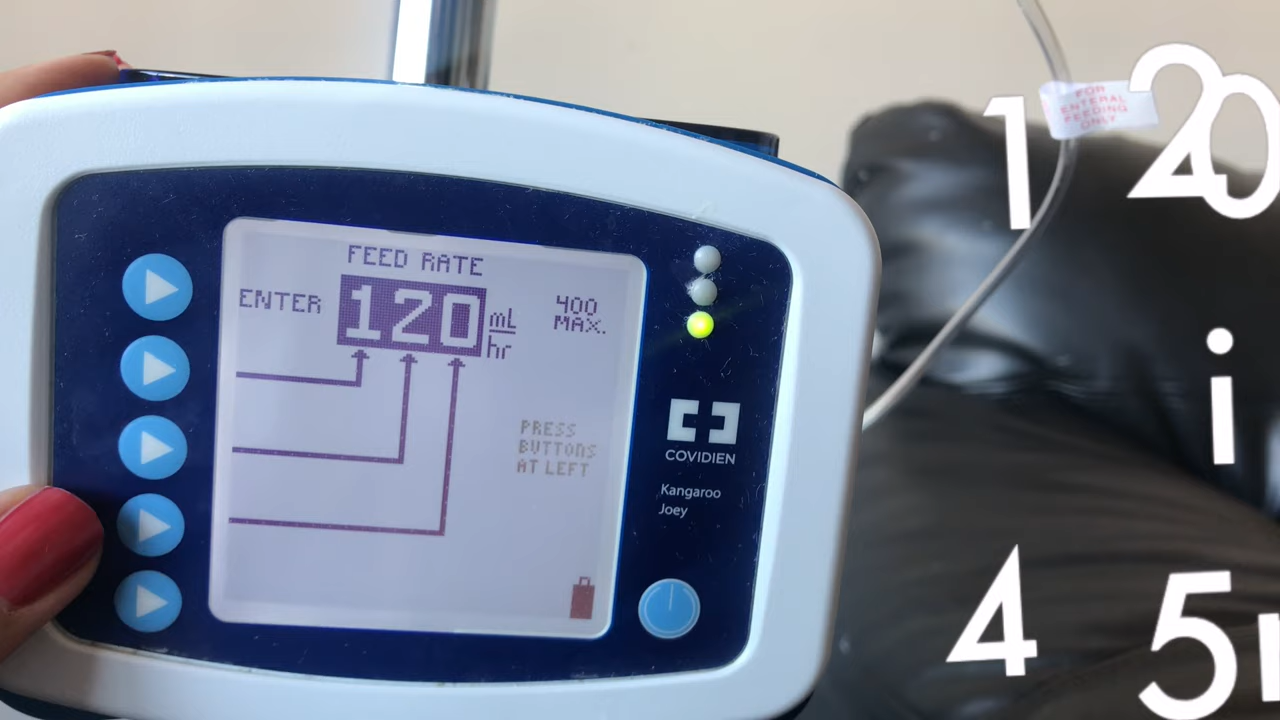 FEED RATE
ENTER 120 mL/hr
400
MAX.
PRESS
BUTTONS
AT LEFT
COVIDIEN
Kangaroo
Joey
FOR
ENTERAL
FEEDING
ONLY
1 20
i
4 5